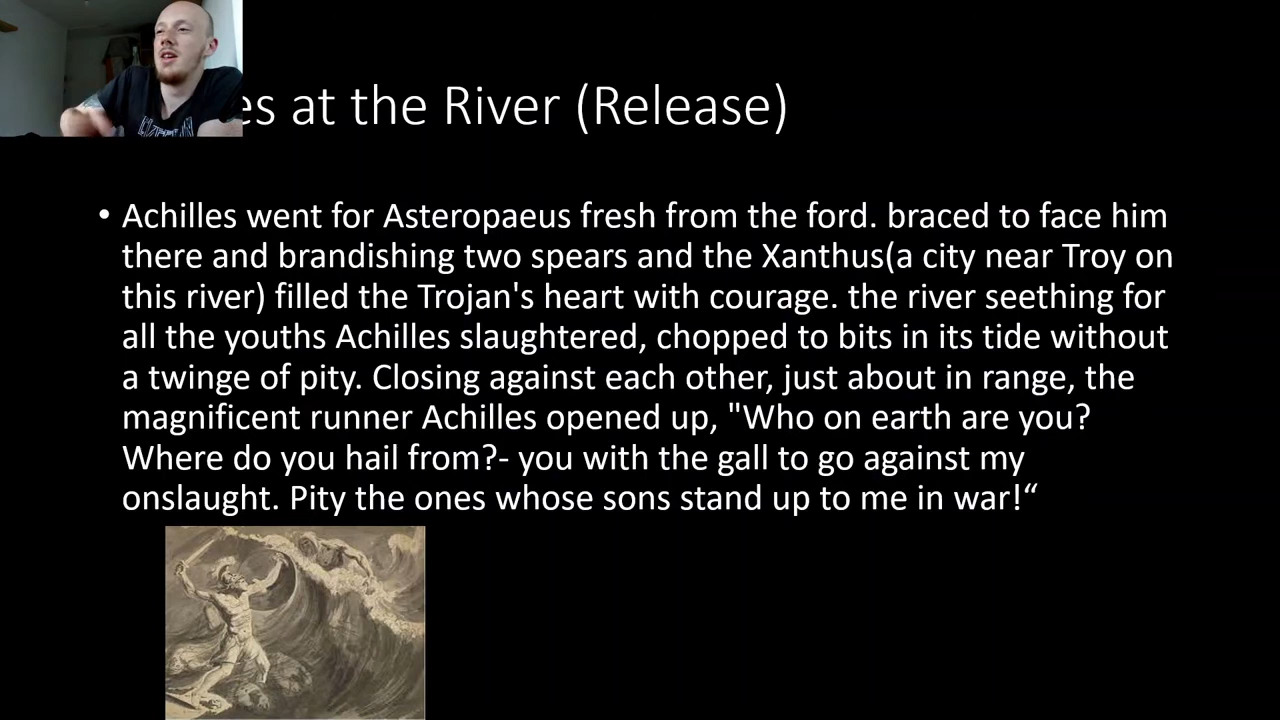 es at the River (Release)
• Achilles went for Asteropaeus fresh from the ford. braced to face him
there and brandishing two spears and the Xanthus(a city near Troy on
this river) filled the Trojan's heart with courage. the river seething for
all the youths Achilles slaughtered, chopped to bits in its tide without
a twinge of pity. Closing against each other, just about in range, the
magnificent runner Achilles opened up, "Who on earth are you?
Where do you hail from?- you with the gall to go against my
onslaught. Pity the ones whose sons stand up to me in war!“